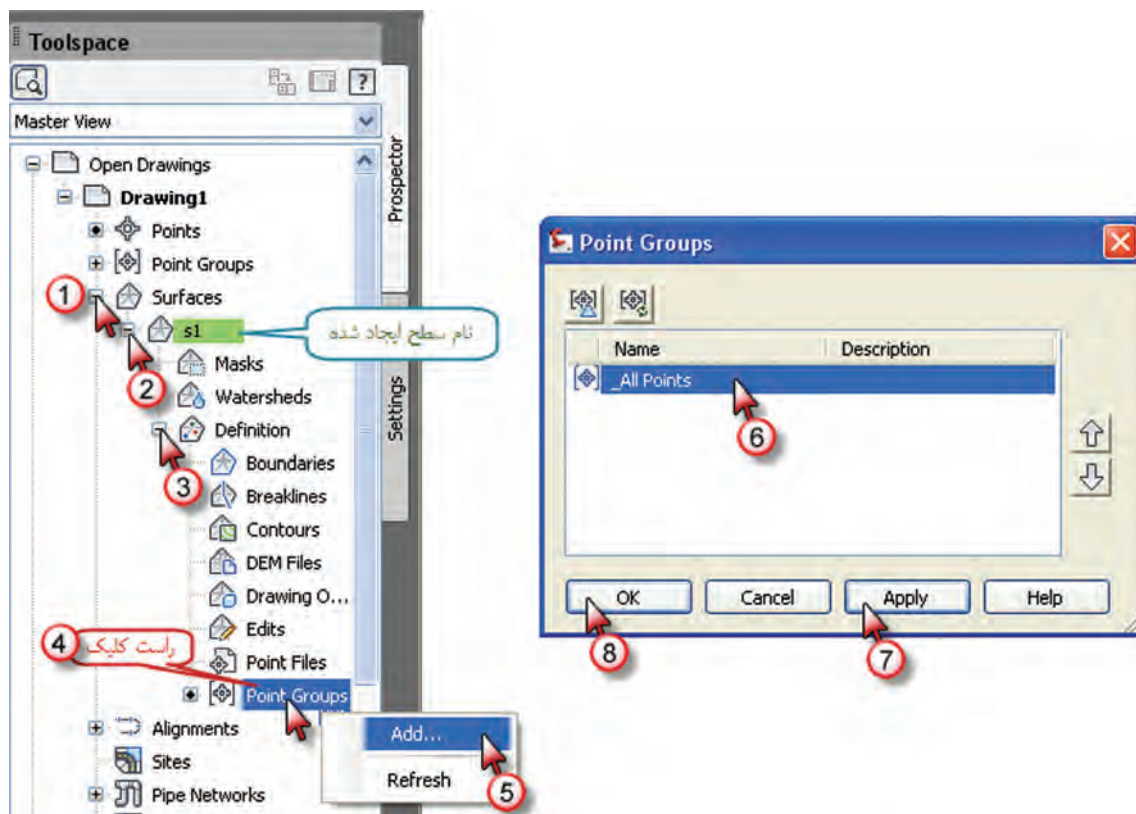 Toolspace
?
Master View
Prospector
Settings
Open Drawings
Drawing1
Points
Point Groups
1
Surfaces
s1
نام سطح ایجاد شده
2
Masks
Watersheds
3
Definition
Boundaries
Breaklines
Contours
DEM Files
Drawing O...
Edits
4
راست کلیک
Point Files
Point Groups
Add...
5
Refresh
Alignments
Sites
Pipe Networks
Point Groups
Name Description
_All Points
6
OK Cancel Apply Help
8
7